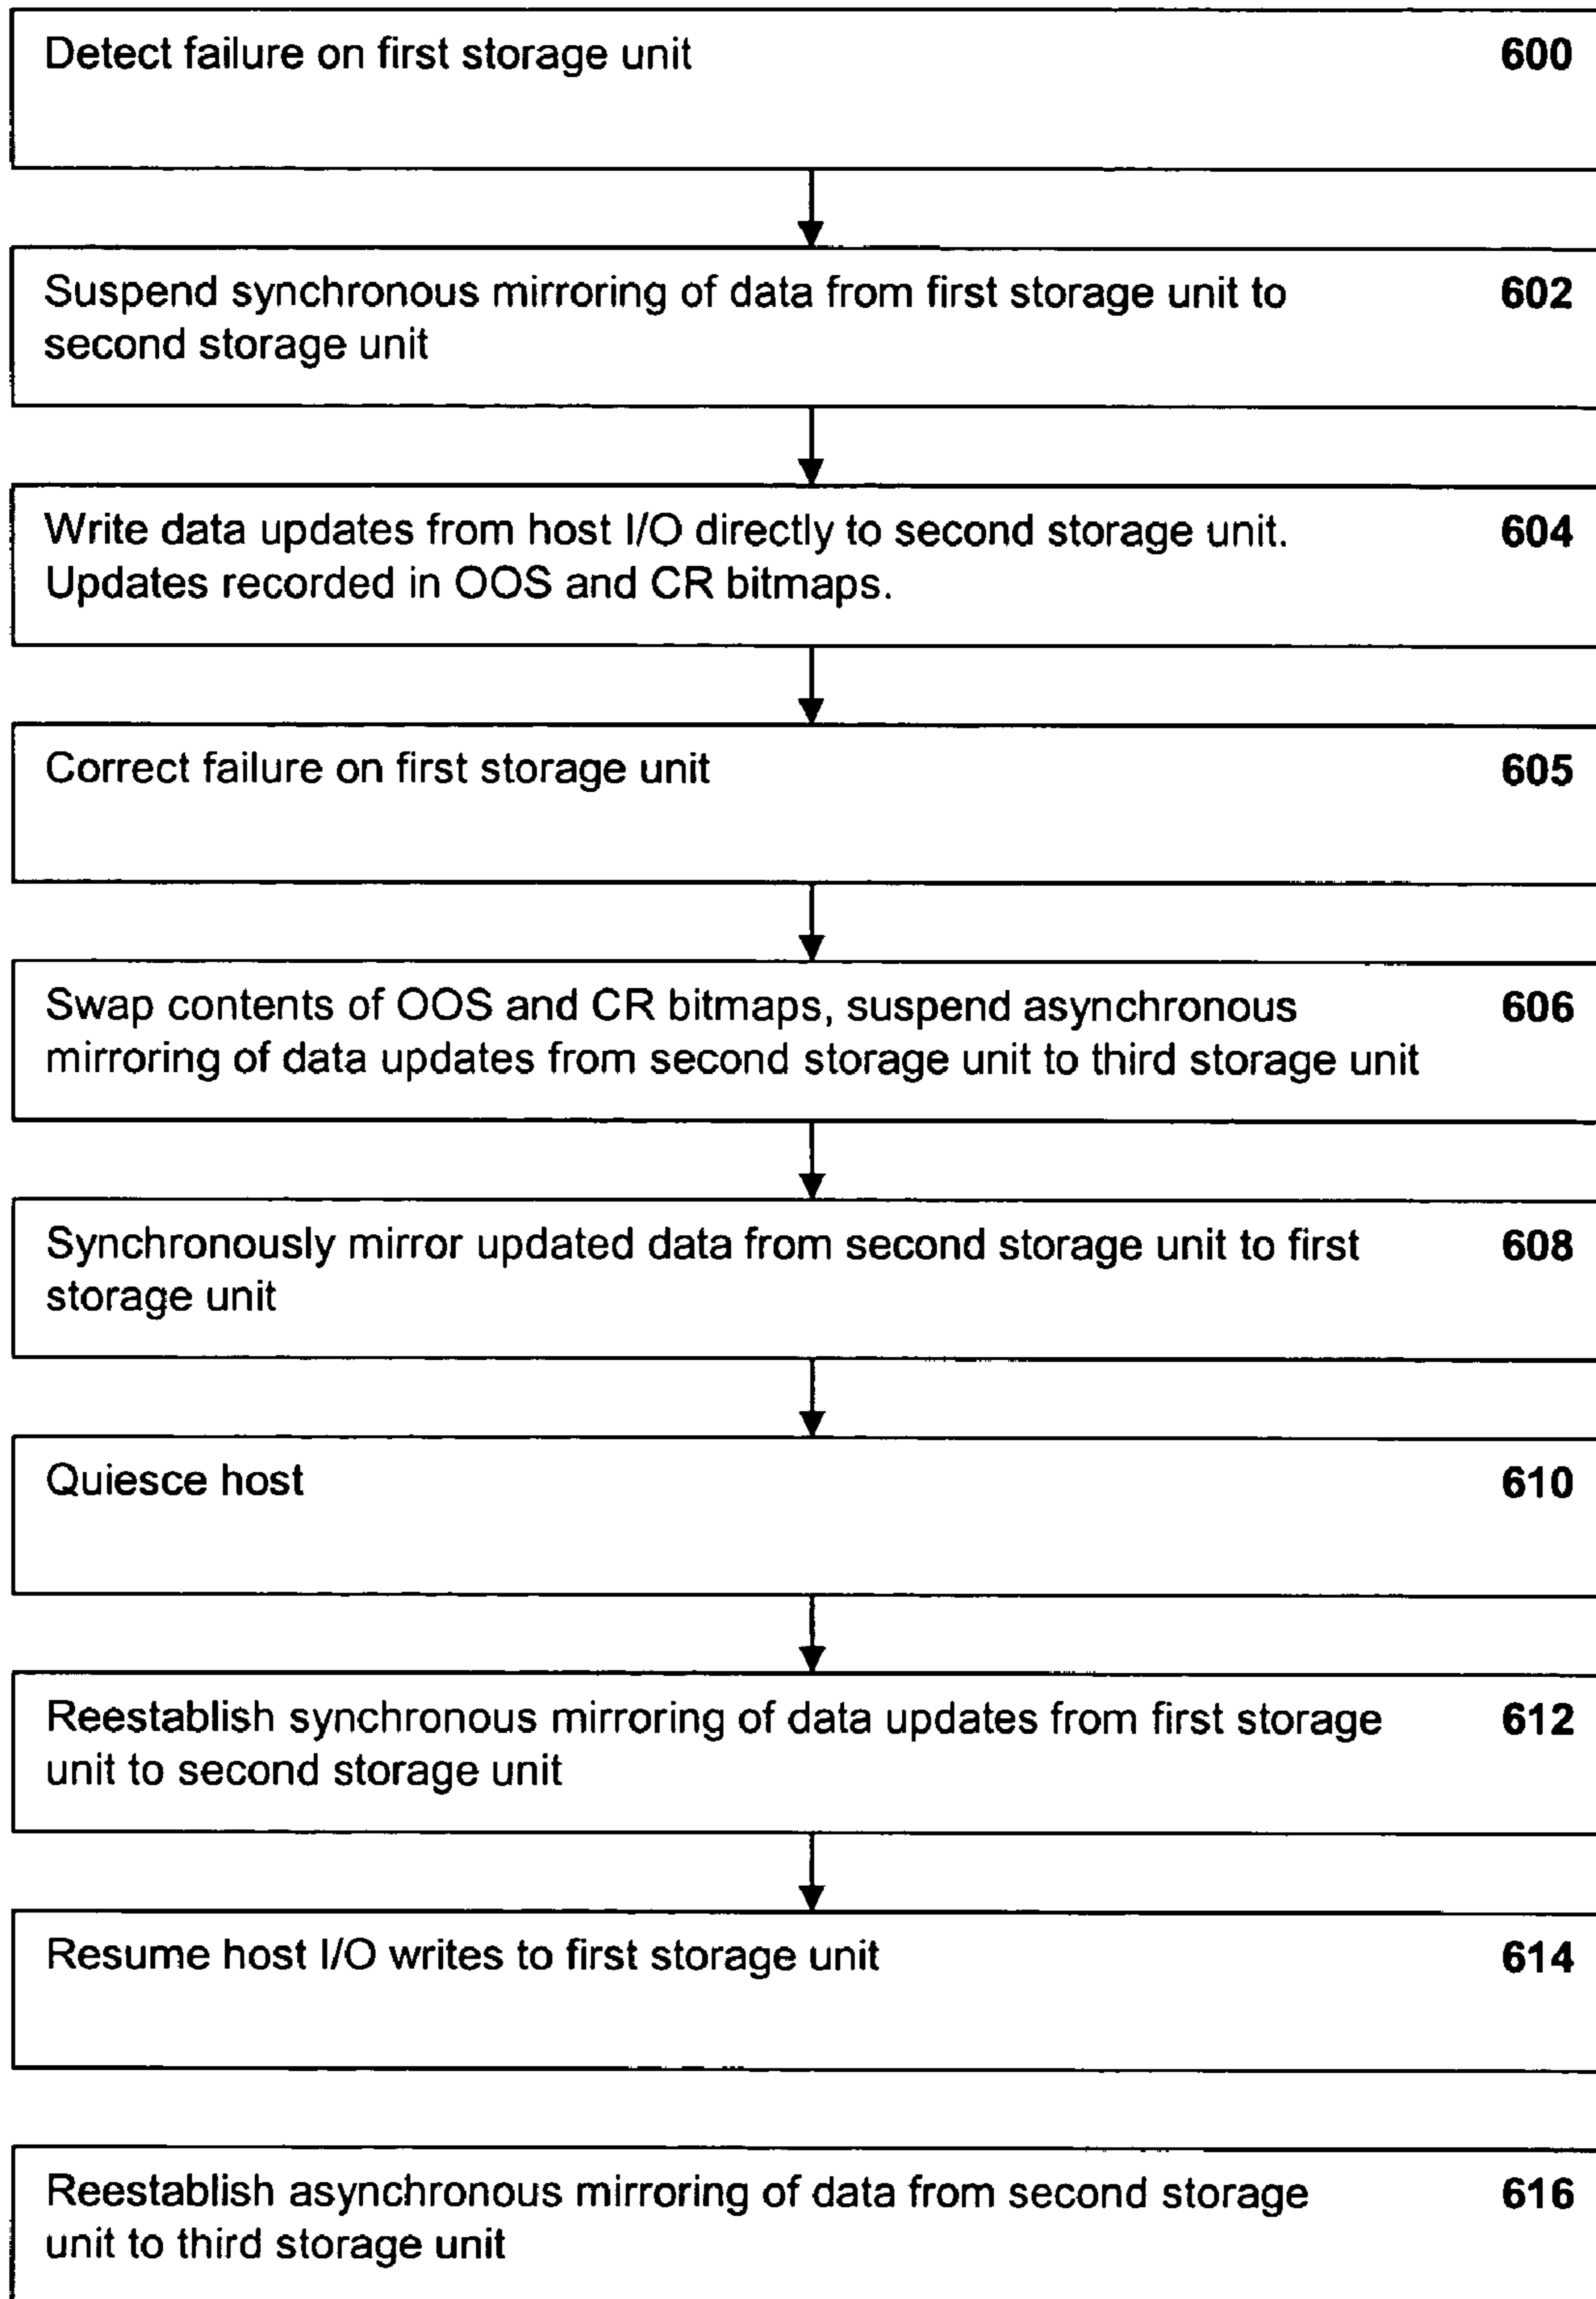 Detect failure on first storage unit 600
Suspend synchronous mirroring of data from first storage unit to 602
second storage unit
Write data updates from host I/O directly to second storage unit. 604
Updates recorded in OOS and CR bitmaps.
Correct failure on first storage unit 605
Swap contents of OOS and CR bitmaps, suspend asynchronous 606
mirroring of data updates from second storage unit to third storage unit
Synchronously mirror updated data from second storage unit to first 608
storage unit
Quiesce host 610
Reestablish synchronous mirroring of data updates from first storage 612
unit to second storage unit
Resume host I/O writes to first storage unit 614
Reestablish asynchronous mirroring of data from second storage 616
unit to third storage unit